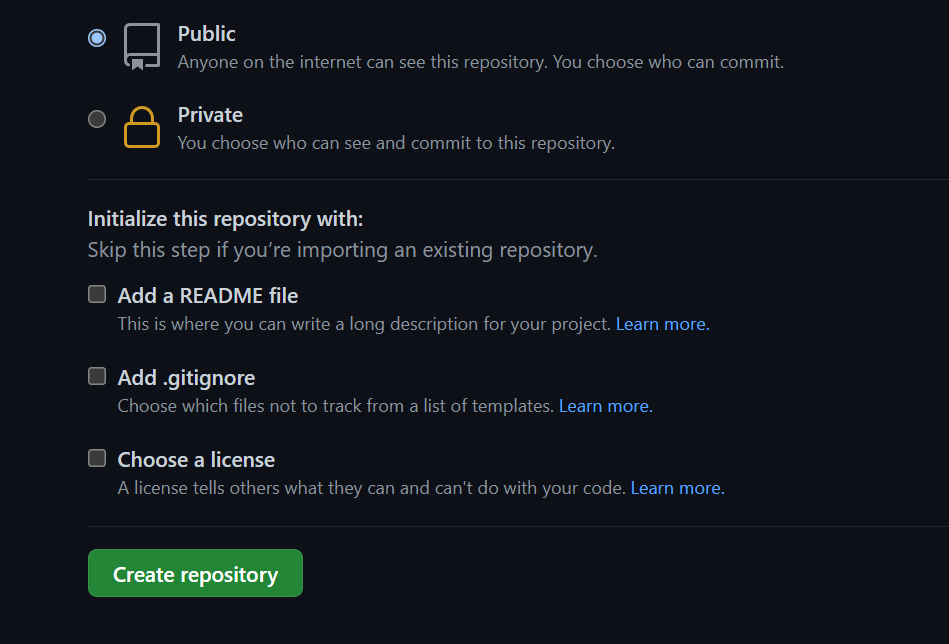 Public
Anyone on the internet can see this repository. You choose who can commit.
Private
You choose who can see and commit to this repository.
Initialize this repository with:
Skip this step if you’re importing an existing repository.
Add a README file
This is where you can write a long description for your project. Learn more.
Add .gitignore
Choose which files not to track from a list of templates. Learn more.
Choose a license
A license tells others what they can and can't do with your code. Learn more.
Create repository